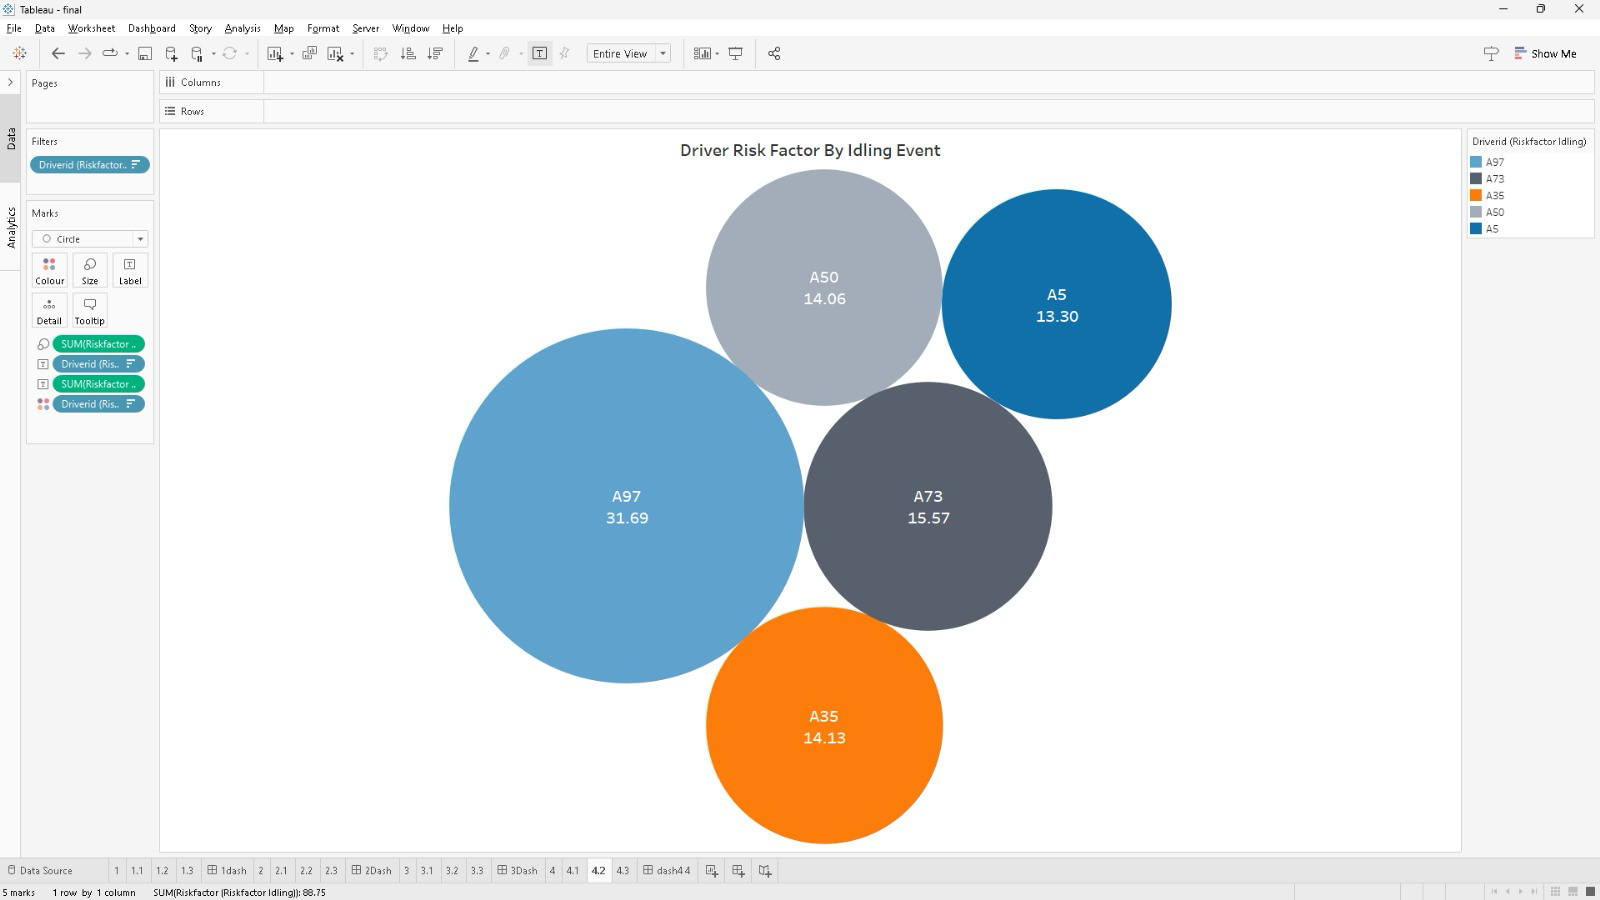 Tableau - final
File Data Worksheet Dashboard Story Analysis Map Format Server Window Help
Entire View
Show Me
Pages
Columns
Rows
Data
Analytics
Filters
Driverid (Riskfactor..
Marks
Circle
Colour Size Label
Detail Tooltip
SUM(Riskfactor ..
Driverid (Ris..
SUM(Riskfactor ..
Driverid (Ris..
Driver Risk Factor By Idling Event
A50
14.06
A5
13.30
A97
31.69
A73
15.57
A35
14.13
Driverid (Riskfactor Idling)
A97
A73
A35
A50
A5
Data Source 1 1.1 1.2 1.3 1dash 2 2.1 2.2 2.3 2Dash 3 3.1 3.2 3.3 3Dash 4 4.1 4.2 4.3 dash44
5 marks 1 row by 1 column SUM(Riskfactor (Riskfactor Idling)): 88.75